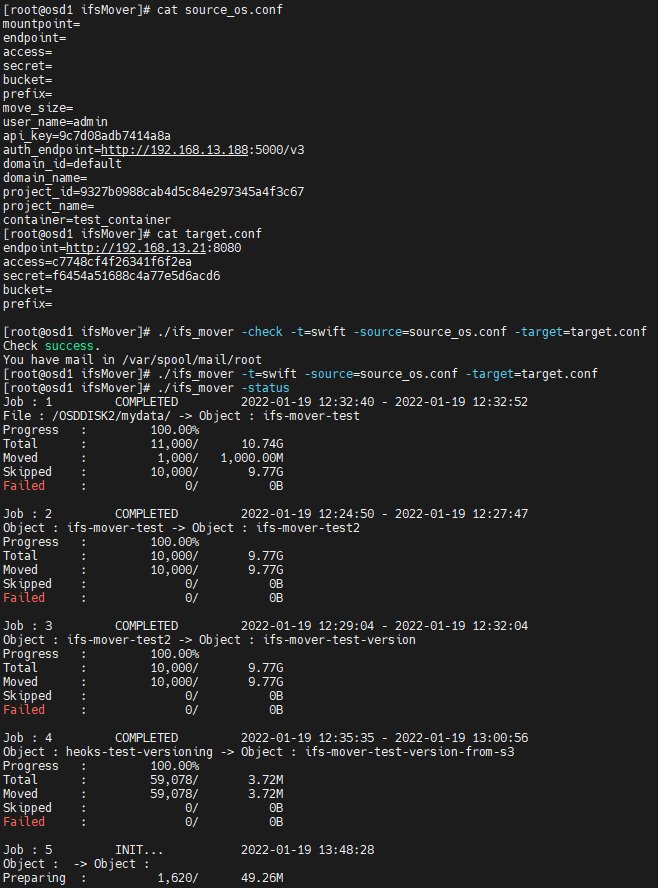 [root@osd1 ifsMover]# cat source_os.conf
mountpoint=
endpoint=
access=
secret=
bucket=
prefix=
move_size=
user_name=admin
api_key=9c7d08adb7414a8a
auth_endpoint=http://192.168.13.188:5000/v3
domain_id=default
domain_name=
project_id=9327b0988cab4d5c84e297345a4f3c67
project_name=
container=test_container
[root@osd1 ifsMover]# cat target.conf
endpoint=http://192.168.13.21:8080
access=c7748cf4f26341f6f2ea
secret=f6454a51688c4a77e5d6acd6
bucket=
prefix=
[root@osd1 ifsMover]# ./ifs_mover -check -t=swift -source=source_os.conf -target=target.conf
Check success.
You have mail in /var/spool/mail/root
[root@osd1 ifsMover]# ./ifs_mover -t=swift -source=source_os.conf -target=target.conf
[root@osd1 ifsMover]# ./ifs_mover -status
Job : 1 COMPLETED 2022-01-19 12:32:40 - 2022-01-19 12:32:52
File : /OSDDISK2/mydata/ -> Object : ifs-mover-test
Progress : 100.00%
Total : 11,000/ 10.74G
Moved : 1,000/ 1,000.00M
Skipped : 10,000/ 9.77G
Failed : 0/ 0B
Job : 2 COMPLETED 2022-01-19 12:24:50 - 2022-01-19 12:27:47
Object : ifs-mover-test -> Object : ifs-mover-test2
Progress : 100.00%
Total : 10,000/ 9.77G
Moved : 10,000/ 9.77G
Skipped : 0/ 0B
Failed : 0/ 0B
Job : 3 COMPLETED 2022-01-19 12:29:04 - 2022-01-19 12:32:04
Object : ifs-mover-test2 -> Object : ifs-mover-test-version
Progress : 100.00%
Total : 10,000/ 9.77G
Moved : 10,000/ 9.77G
Skipped : 0/ 0B
Failed : 0/ 0B
Job : 4 COMPLETED 2022-01-19 12:35:35 - 2022-01-19 13:00:56
Object : heoks-test-versioning -> Object : ifs-mover-test-version-from-s3
Progress : 100.00%
Total : 59,078/ 3.72M
Moved : 59,078/ 3.72M
Skipped : 0/ 0B
Failed : 0/ 0B
Job : 5 INIT... 2022-01-19 13:48:28
Object : -> Object :
Preparing : 1,620/ 49.26M